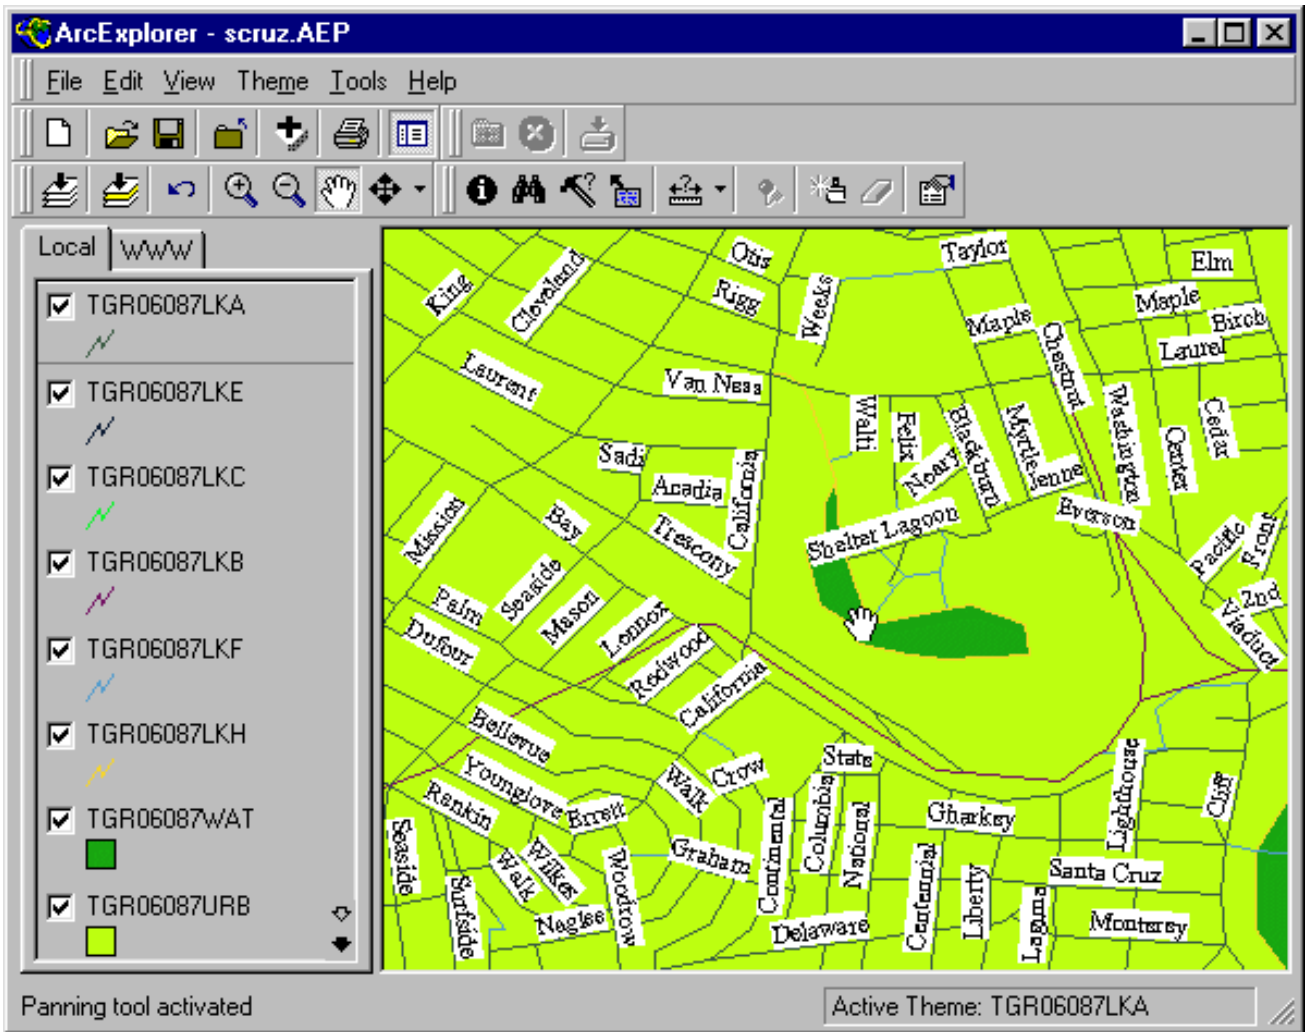 ArcExplorer - scruz.AEP
File Edit View Theme Tools Help
Local WWW
TGR06087LKA
TGR06087LKE
TGR06087LKC
TGR06087LKB
TGR06087LKF
TGR06087LKH
TGR06087WAT
TGR06087URB
Otis
Taylor
Elm
King
Cleveland
Rigg
Weeks
Maple
Maple
Birch
Chestnut
Laurel
Laurent
Van Ness
Walti
Felix
Blackburn
Myrtle
Washington
Center
Cedar
Sadi
Acadia
California
Neary
Jenne
Mission
Bay
Trescony
Shelter Lagoon
Everson
Pacific
Front
Palm
Seaside
Mason
Lennox
2nd
Viaduct
Dufour
Redwood
California
Bellevue
Younglove
Walk
Crow
State
Lighthouse
Cliff
Rankin
Errett
Continental
Columbia
National
Gharkey
Seaside
Walk
Wilkes
Woodrow
Graham
Centennial
Liberty
Santa Cruz
Surfside
Naglee
Delaware
Laguna
Monterey
Panning tool activated
Active Theme: TGR06087LKA